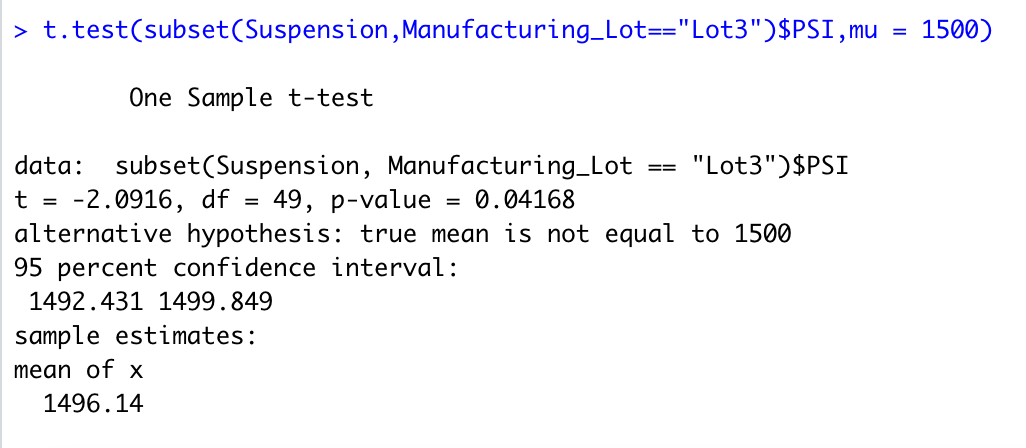 > t.test(subset(Suspension,Manufacturing_Lot=="Lot3")$PSI,mu = 1500)
One Sample t-test
data:  subset(Suspension, Manufacturing_Lot == "Lot3")$PSI
t = -2.0916, df = 49, p-value = 0.04168
alternative hypothesis: true mean is not equal to 1500
95 percent confidence interval:
1492.431 1499.849
sample estimates:
mean of x
1496.14